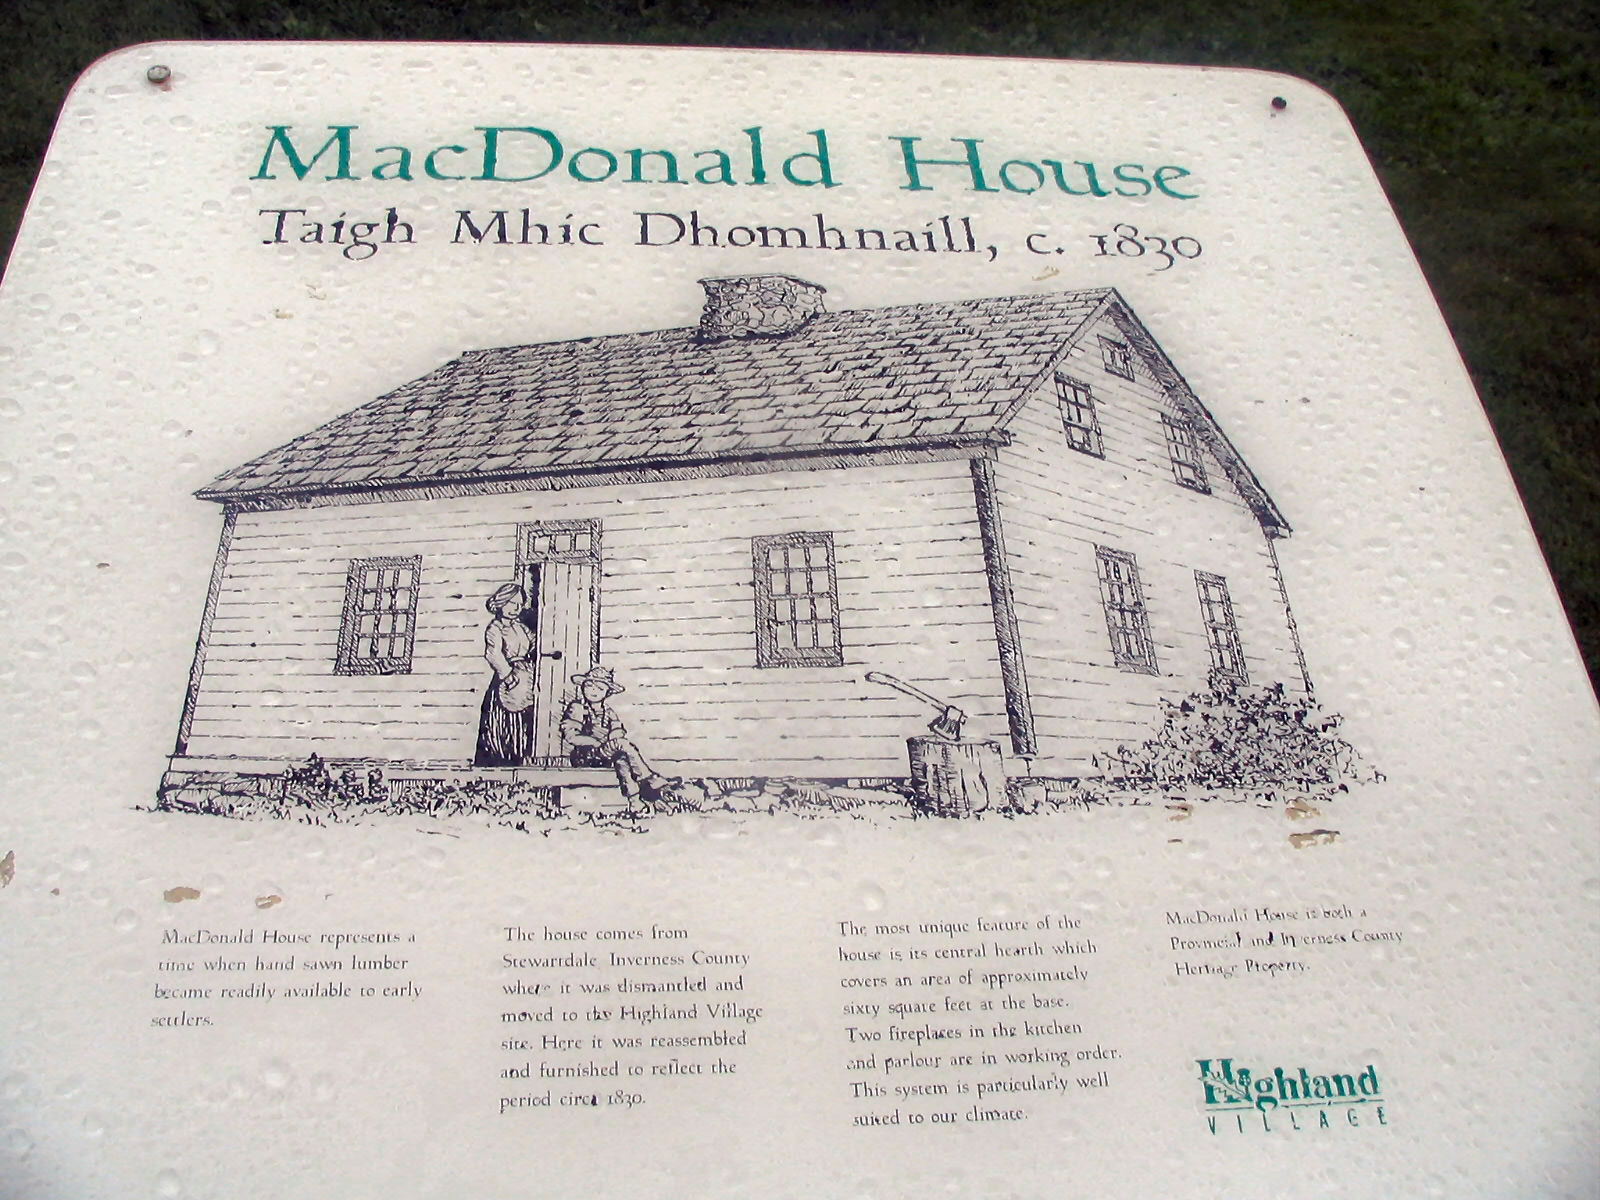 MacDonald House
Taigh Mhic Dhomhnaill, c. 1830
MacDonald House represents a
time when hand sawn lumber
became readily available to early
settlers.
The house comes from
Stewartdale, Inverness County
where it was dismantled and
moved to the Highland Village
site. Here it was reassembled
and furnished to reflect the
period circa 1830.
The most unique feature of the
house is its central hearth which
covers an area of approximately
sixty square feet at the base.
Two fireplaces in the kitchen
and parlour are in working order.
This system is particularly well
suited to our climate.
MacDonald House is both a
Provincial and Inverness County
Heritage Property.
Highland
VILLAGE